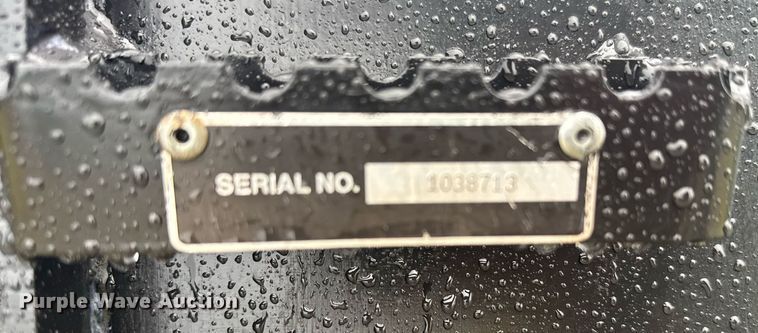 SERIAL NO. 1038713
Purple Wave Auction